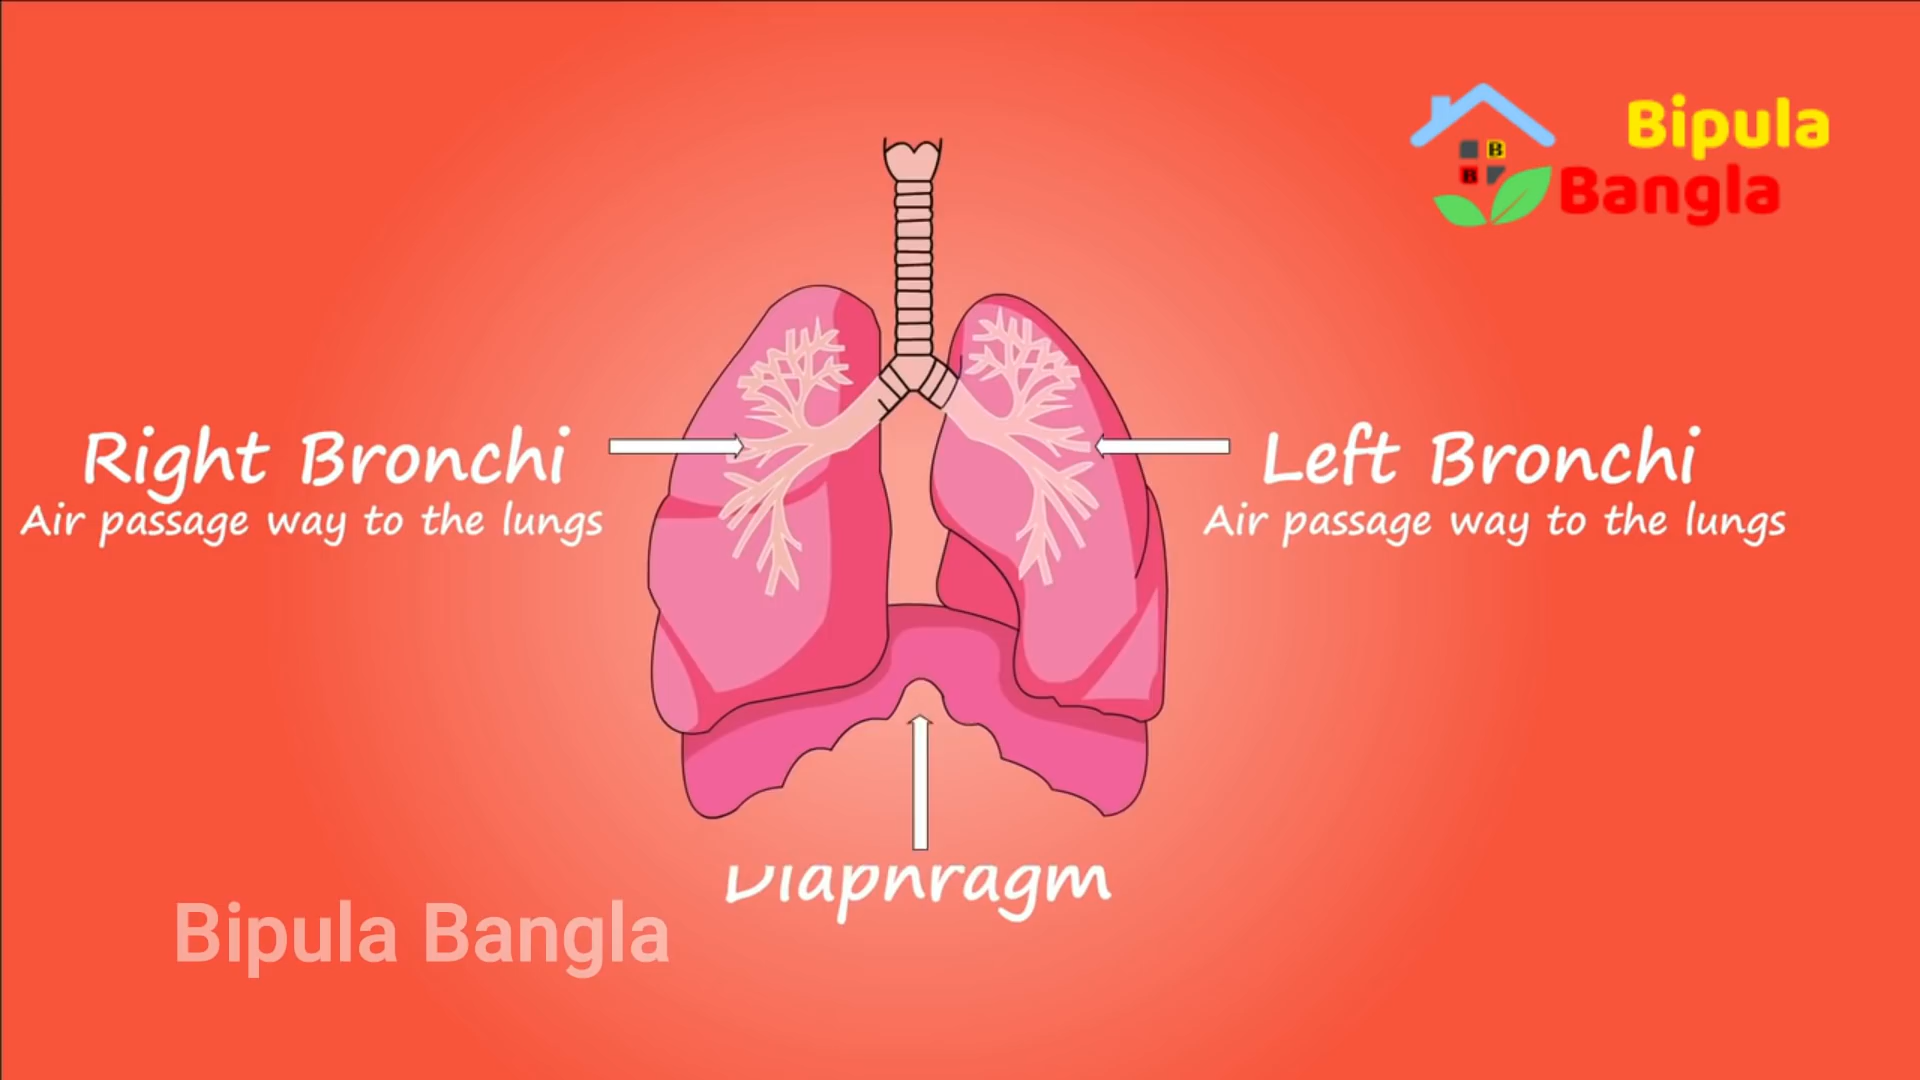 Bipula
B
B
Bangla
Right Bronchi
Air passage way to the lungs
Left Bronchi
Air passage way to the lungs
Diaphragm
Bipula Bangla